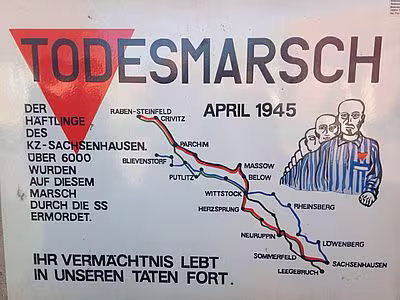 TODESMARSCH
APRIL 1945
DER
HÄFTLINGE
DES
KZ-SACHSENHAUSEN.
ÜBER 6000
WURDEN
AUF DIESEM
MARSCH
DURCH DIE SS
ERMORDET.
RABEN-STEINFELD
CRIVITZ
PARCHIM
BLIEVENSTORF
PUTLITZ
MASSOW
BELOW
WITTSTOCK
HERZSPRUNG
RHEINSBERG
NEURUPPIN
LÖWENBERG
SOMMERFELD
SACHSENHAUSEN
LEEGEBRUCH
IHR VERMÄCHTNIS LEBT
IN UNSEREN TATEN FORT.